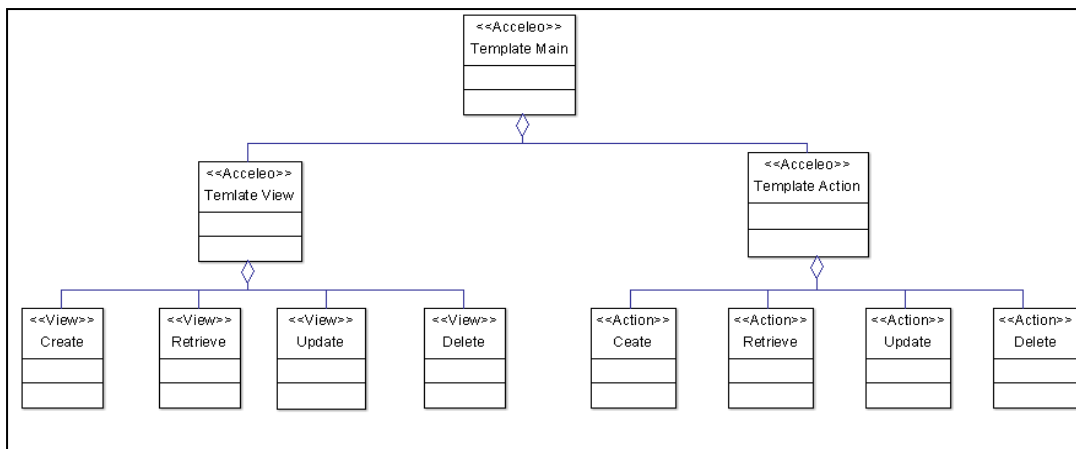 <<Acceleo>>
Template Main
<<Acceleo>>
Temlate View
<<Acceleo>>
Template Action
<<View>>
Create
<<View>>
Retrieve
<<View>>
Update
<<View>>
Delete
<<Action>>
Ceate
<<Action>>
Retrieve
<<Action>>
Update
<<Action>>
Delete